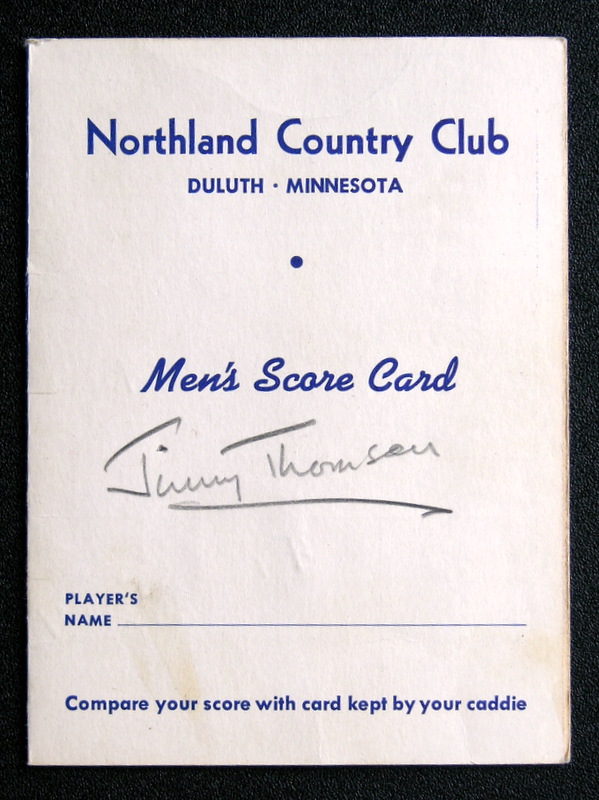 Northland Country Club
DULUTH · MINNESOTA
Men's Score Card
Jimmy Thomson
PLAYER'S
NAME
Compare your score with card kept by your caddie